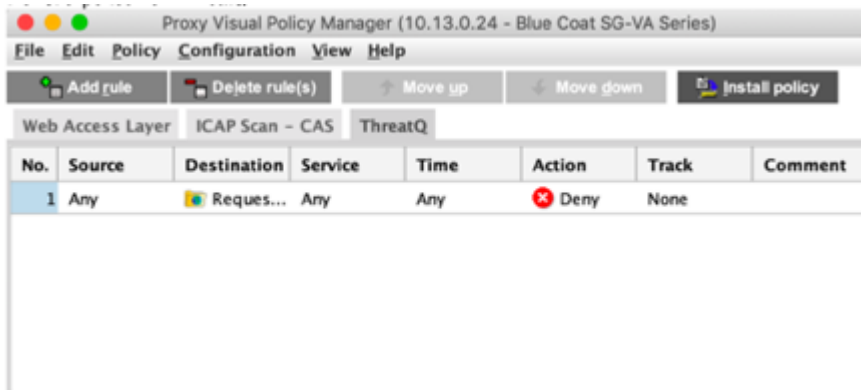 Proxy Visual Policy Manager (10.13.0.24 - Blue Coat SG-VA Series)
File Edit Policy Configuration View Help
Add rule Delete rule(s) Move up Move down Install policy
Web Access Layer ICAP Scan - CAS ThreatQ
No. Source Destination Service Time Action Track Comment
1 Any Reques... Any Any Deny None